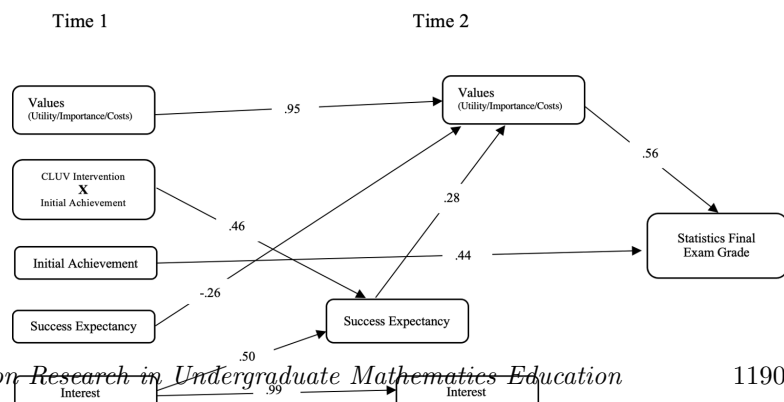 Time 1
Time 2
Values
(Utility/Importance/Costs)
Values
(Utility/Importance/Costs)
.95
.56
CLUV Intervention
X
Initial Achievement
.28
.46
Statistics Final
Exam Grade
Initial Achievement
.44
-.26
Success Expectancy
Success Expectancy
.50
on Research in Undergraduate Mathematics Education 1190
Interest
.99
Interest